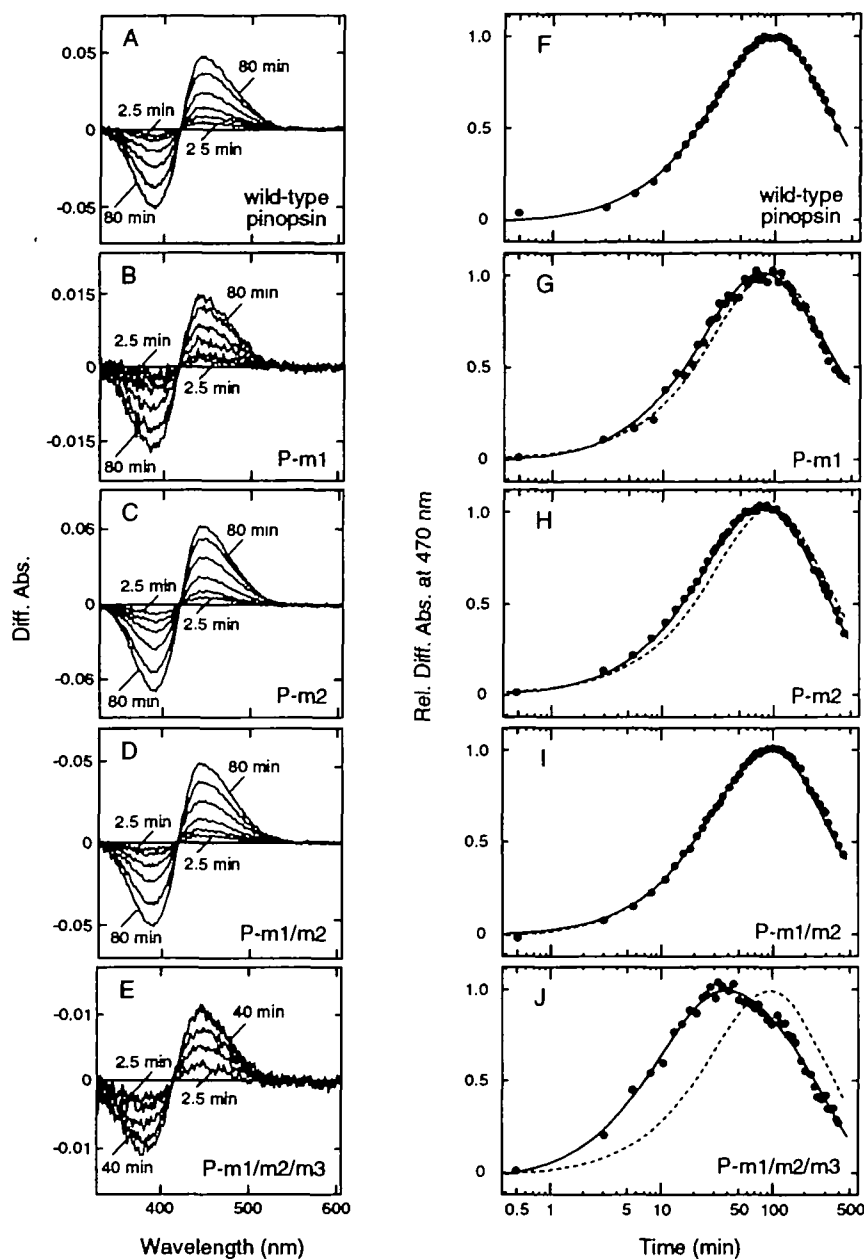 A
0.05
0
-0.05
80 min
2.5 min
2 5 min
80 min
wild-type
pinopsin
B
0.015
0
-0.015
80 min
2.5 min
2.5 min
80 min
P-m1
C
0.06
0
-0.06
80 min
2.5 min
2.5 min
80 min
P-m2
D
-0.05
0
-0.05
80 min
2.5 min
2.5 min
80 min
P-m1/m2
E
-0.01
0
-0.01
40 min
2.5 min
2.5 min
40 min
P-m1/m2/m3
400
500
600
Wavelength (nm)
Diff. Abs.
F
1.0
0.5
0
wild-type
pinopsin
G
1.0
0.5
0
P-m1
H
1.0
0.5
0
P-m2
I
1.0
0.5
0
P-m1/m2
J
1.0
0.5
0
P-m1/m2/m3
0.5
1
5
10
50
100
500
Time (min)
Rel. Diff. Abs. at 470 nm